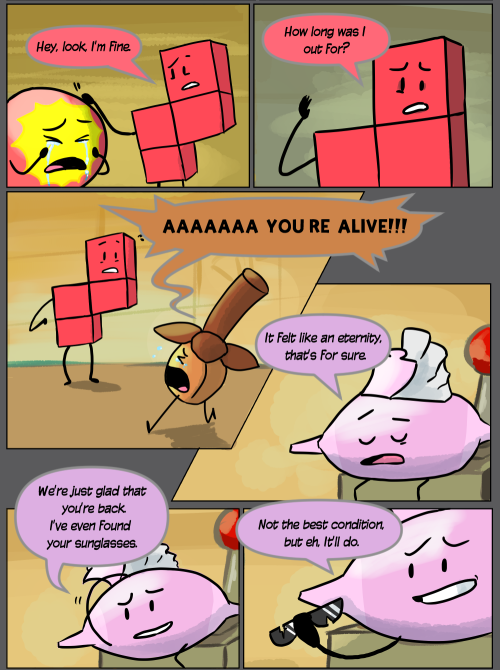 Hey, look, I'm Fine.
How long was I
out For?
AAAAAAA YOU'RE ALIVE!!!
It Felt like an eternity,
that's For sure.
We're just glad that
you're back.
I've even Found
your sunglasses.
Not the best condition,
but eh, It'll do.